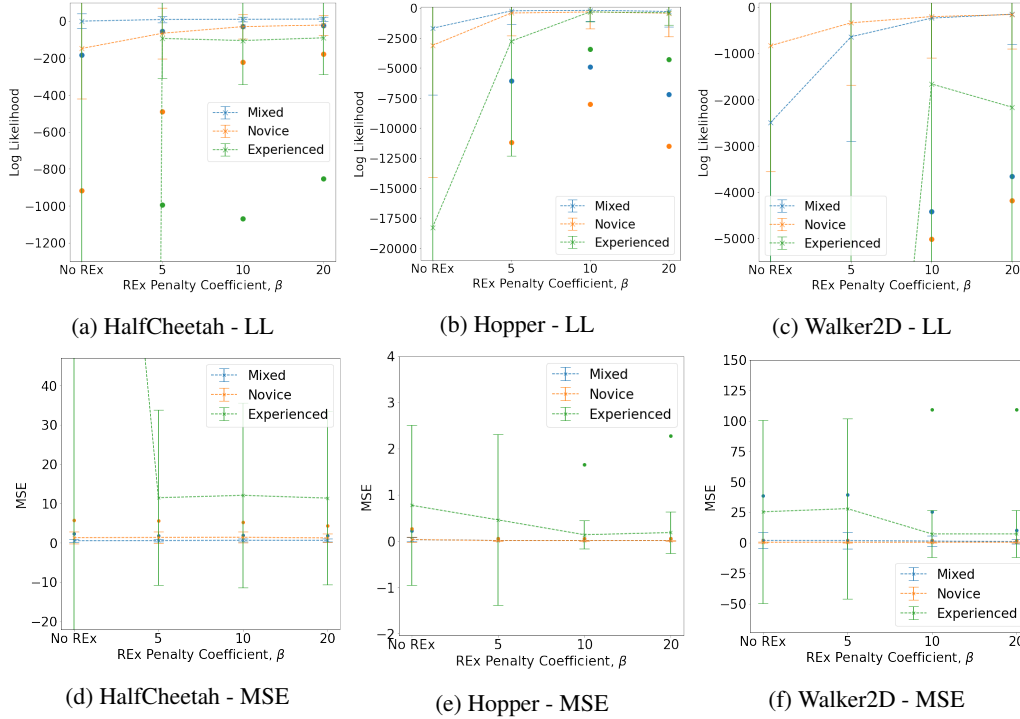 0
−200
−400
−600
−800
−1000
−1200
Log Likelihood
Mixed
Novice
Experienced
No REx
5
10
20
REx Penalty Coefficient, β
(a) HalfCheetah - LL
0
−2500
−5000
−7500
−10000
−12500
−15000
−17500
−20000
Log Likelihood
Mixed
Novice
Experienced
No REx
5
10
20
REx Penalty Coefficient, β
(b) Hopper - LL
0
−1000
−2000
−3000
−4000
−5000
Log Likelihood
Mixed
Novice
Experienced
No REx
5
10
20
REx Penalty Coefficient, β
(c) Walker2D - LL
40
30
20
10
0
−10
−20
MSE
Mixed
Novice
Experienced
No REx
5
10
20
REx Penalty Coefficient, β
(d) HalfCheetah - MSE
4
3
2
1
0
−1
−2
MSE
Mixed
Novice
Experienced
No REx
5
10
20
REx Penalty Coefficient, β
(e) Hopper - MSE
150
125
100
75
50
25
0
−25
−50
MSE
Mixed
Novice
Experienced
No REx
5
10
20
REx Penalty Coefficient, β
(f) Walker2D - MSE